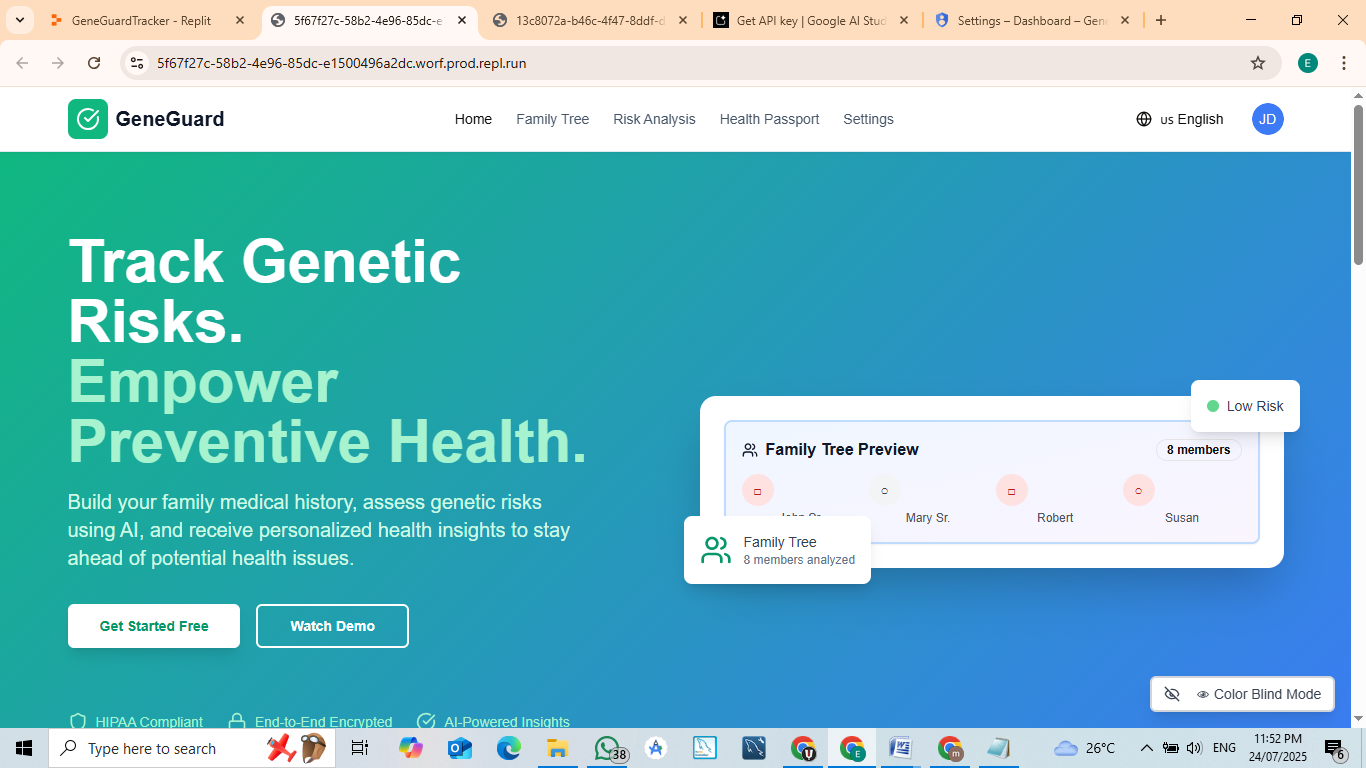 GeneGuardTracker - Replit
5f67f27c-58b2-4e96-85dc-e
13c8072a-b46c-4f47-8ddf-d
Get API key | Google AI Stud
Settings – Dashboard – Gene
5f67f27c-58b2-4e96-85dc-e1500496a2dc.worf.prod.repl.run
E
GeneGuard
Home
Family Tree
Risk Analysis
Health Passport
Settings
US English
JD
Track Genetic
Risks.
Empower
Preventive Health.
Build your family medical history, assess genetic risks
using AI, and receive personalized health insights to stay
ahead of potential health issues.
Get Started Free
Watch Demo
HIPAA Compliant
End-to-End Encrypted
AI-Powered Insights
Low Risk
Family Tree Preview
8 members
John Sr.
Mary Sr.
Robert
Susan
Family Tree
8 members analyzed
Color Blind Mode
Type here to search
38
26°C
ENG
11:52 PM
24/07/2025
6